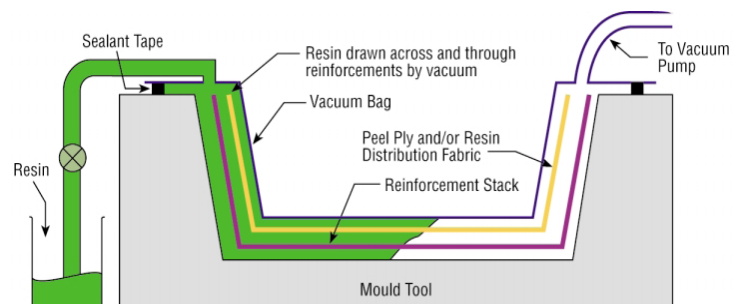 Sealant Tape
Resin drawn across and through
reinforcements by vacuum
To Vacuum
Pump
Vacuum Bag
Peel Ply and/or Resin
Distribution Fabric
Resin
Reinforcement Stack
Mould Tool